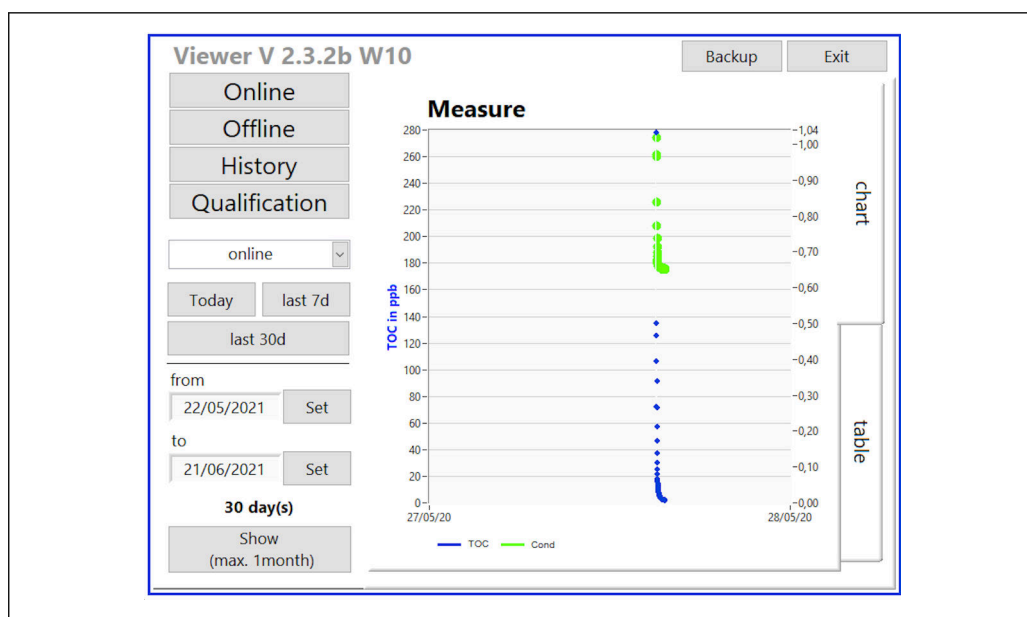 Viewer V 2.3.2b W10
Backup
Exit
Online
Offline
History
Qualification
online
Today
last 7d
last 30d
from
22/05/2021
Set
to
21/06/2021
Set
30 day(s)
Show
(max. 1month)
Measure
TOC in ppb
280
260
240
220
200
180
160
140
120
100
80
60
40
20
0
1,04
1,00
0,90
0,80
0,70
0,60
0,50
0,40
0,30
0,20
0,10
0,00
27/05/20
28/05/20
TOC
Cond
chart
table